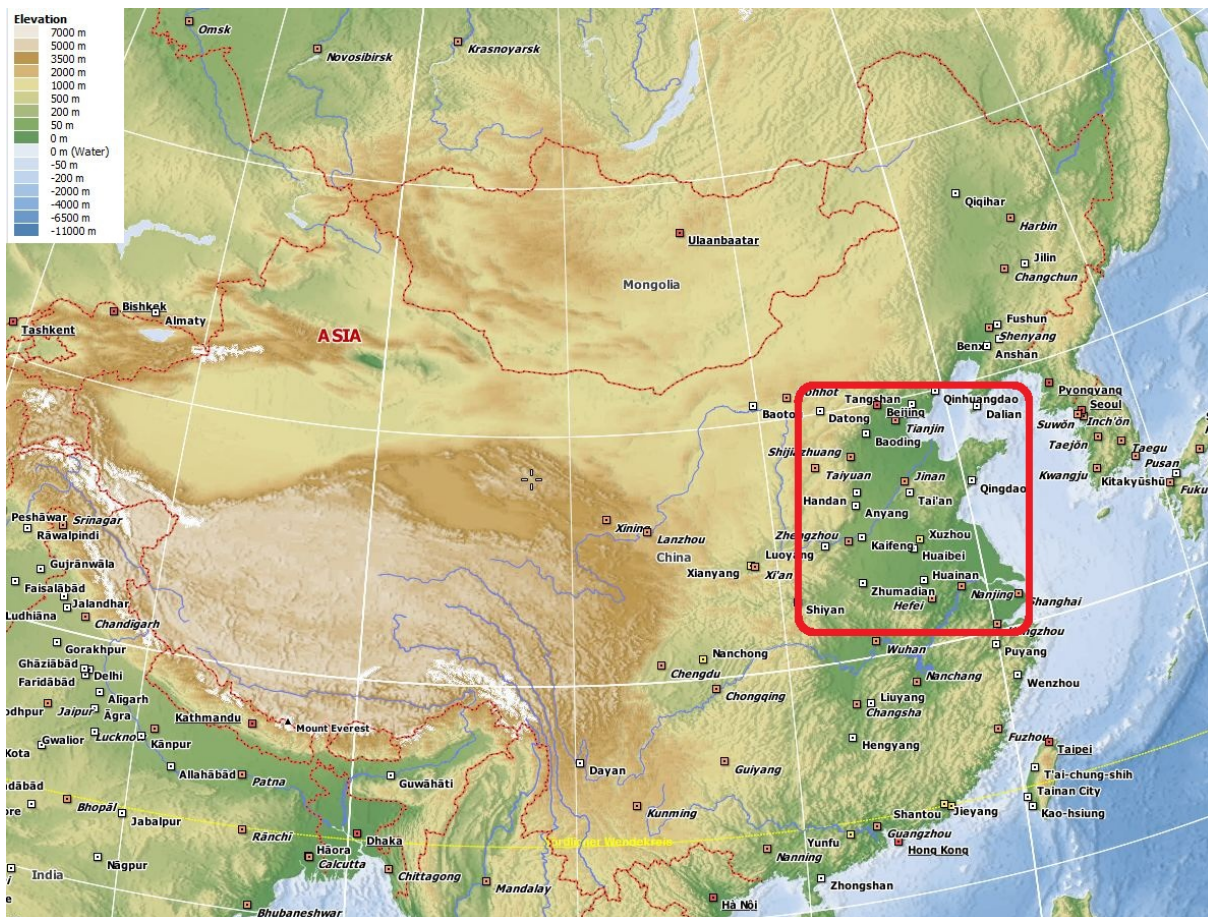 Elevation
7000 m
5000 m
3500 m
2000 m
1000 m
500 m
200 m
50 m
0 m
0 m (Water)
-50 m
-200 m
-2000 m
-4000 m
-6500 m
-11000 m
Omsk
Novosibirsk
Krasnoyarsk
Qiqihar
Harbin
Ulaanbaatar
Jilin
Changchun
Mongolia
Bishkek
Almaty
Tashkent
ASIA
Fushun
Shenyang
Anshan
Pyongyang
Qinhuangdao
Dalian
Tangshan
Beijing
Tianjin
Baoto
Datong
Baoding
Seoul
Suwŏn
Inch'ŏn
Taejŏn
Taegu
Pusan
Kwangju
Kitakyūshū
Shijiazhuang
Taiyuan
Jinan
Tai'an
Qingdao
Handan
Anyang
Peshāwar
Srīnagar
Rāwalpindi
Xining
Lanzhou
China
Zhengzhou
Kaifeng
Xuzhou
Huaibei
Luoyang
Xianyang
Xi'an
Gujrānwāla
Faisalābād
Jalandhar
Ludhiāna
Chandigarh
Huainan
Zhumadian
Hefei
Nanjing
Shanghai
Shiyan
Puyang
Wuhan
Gorakhpur
Ghāziābād
Delhi
Faridābād
Alīgarh
Āgra
Jaipur
Nanchong
Chengdu
Chongqing
Nanchang
Wenzhou
Liuyang
Changsha
Kathmandu
Mount Everest
Gwalior
Kānpur
Kota
Hengyang
Fuzhou
Taipei
Allahābād
Patna
Guwāhāti
Dayan
Guiyang
T'ai-chung-shih
Tainan City
Kao-hsiung
Bhopāl
Jabalpur
Kunming
Shantou
Jieyang
Rānchi
Dhaka
Wendekreis
Yunfu
Guangzhou
Hong Kong
Nāgpur
Hāora
Calcutta
Chittagong
Mandalay
Nanning
Zhongshan
India
Hà Nôi
Bhubaneshwar